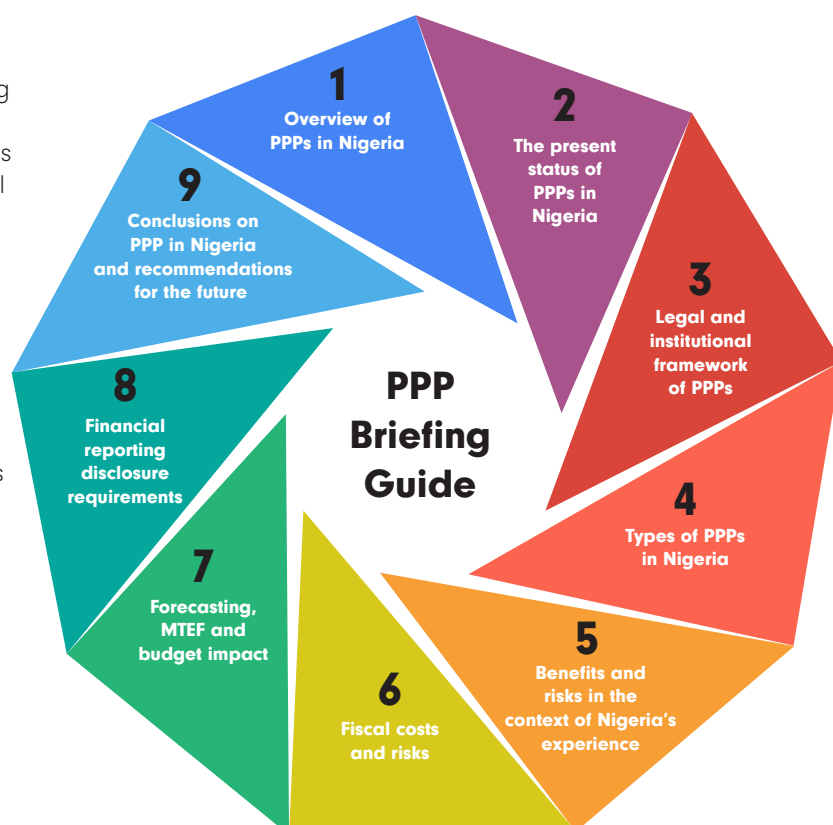 g
s
l
s
1
Overview of
PPPs in Nigeria
2
The present
status of
PPPs in
Nigeria
3
Legal and
institutional
framework
of PPPs
4
Types of PPPs
in Nigeria
5
Benefits and
risks in the
context of Nigeria's
experience
6
Fiscal costs
and risks
7
Forecasting,
MTEF and
budget impact
8
Financial
reporting
disclosure
requirements
9
Conclusions on
PPP in Nigeria
and recommendations
for the future
PPP
Briefing
Guide